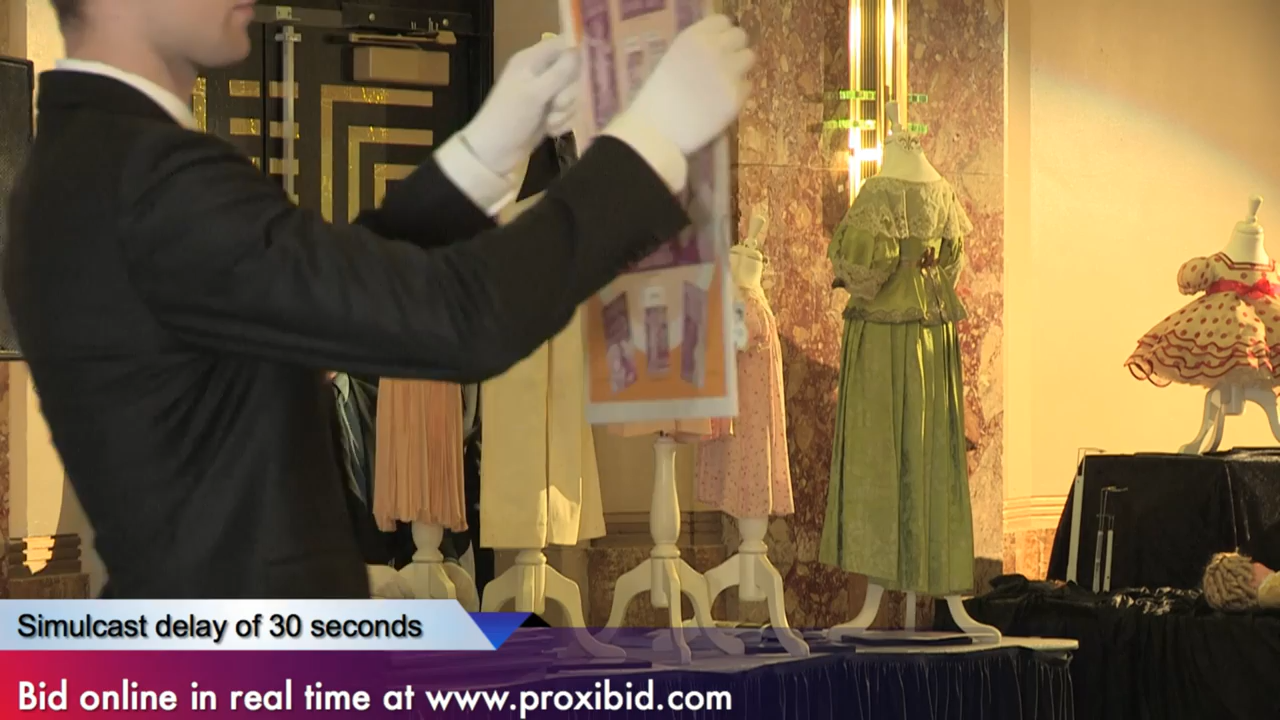 Simulcast delay of 30 seconds
Bid online in real time at www.proxibid.com